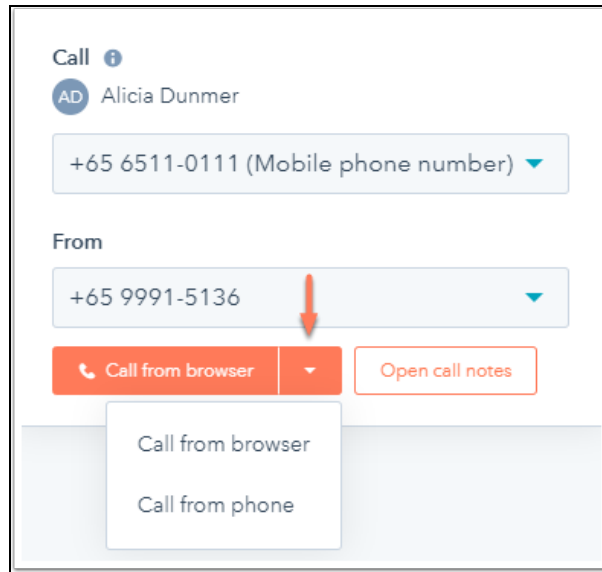 Call
AD Alicia Dunmer
+65 6511-0111 (Mobile phone number)
From
+65 9991-5136
Call from browser Open call notes
Call from browser
Call from phone